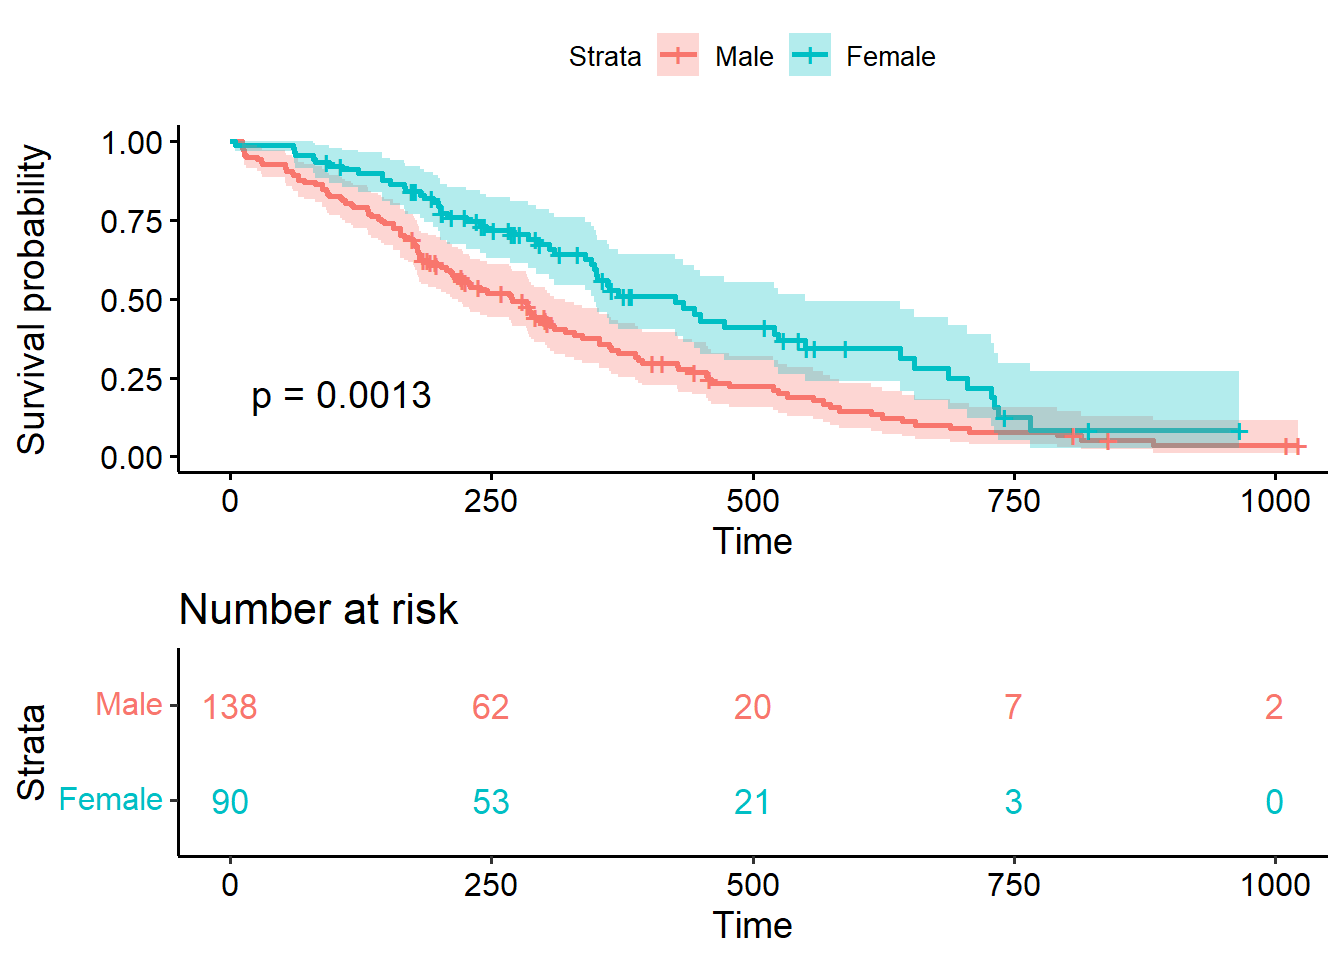 Strata Male Female
Survival probability
1.00
0.75
0.50
0.25
0.00
p = 0.0013
0 250 500 750 1000
Time
Number at risk
Strata
Male 138 62 20 7 2
Female 90 53 21 3 0
0 250 500 750 1000
Time